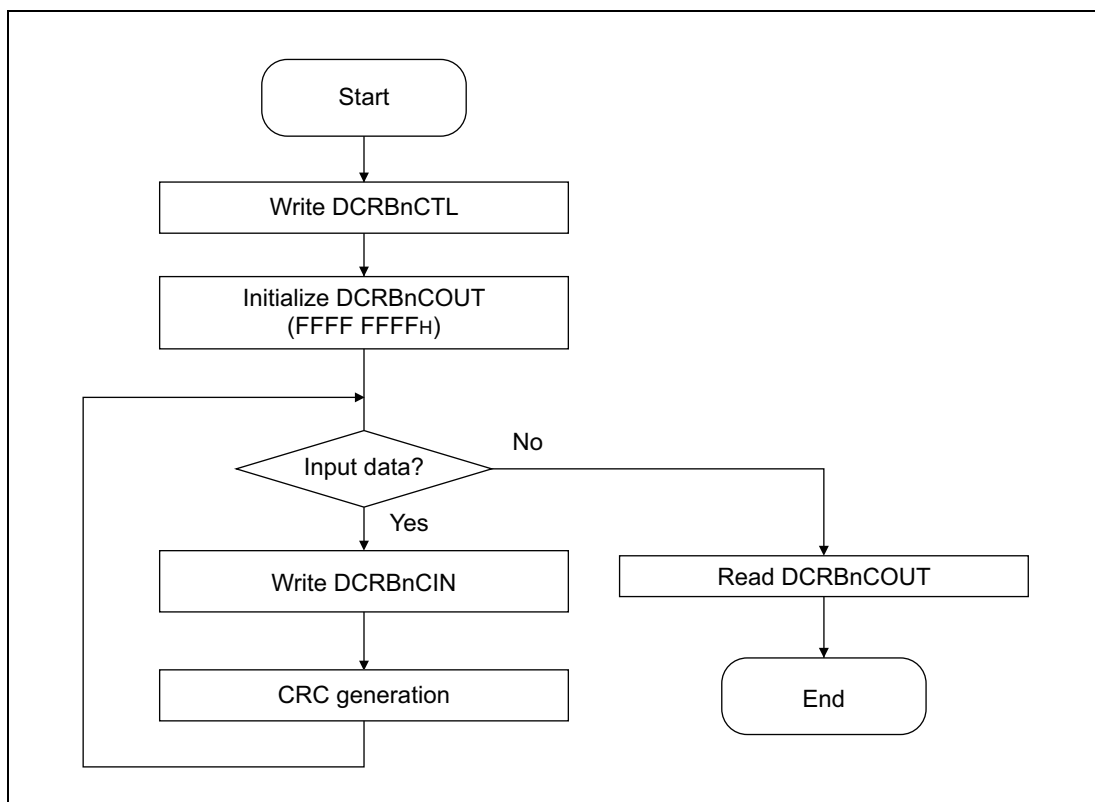 Start
Write DCRBnCTL
Initialize DCRBnCOUT
(FFFF FFFFH)
Input data?
No
Yes
Write DCRBnCIN
Read DCRBnCOUT
CRC generation
End